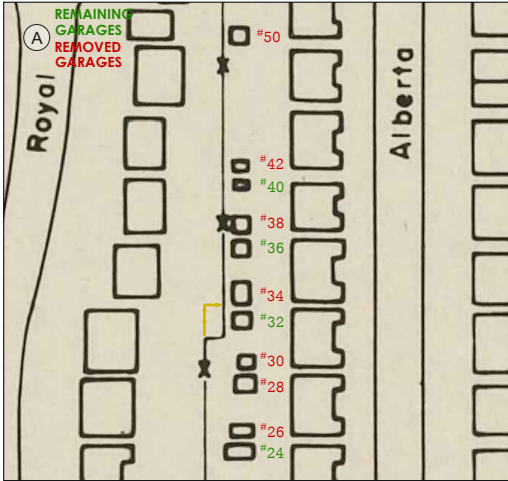 A
REMAINING
GARAGES
REMOVED
GARAGES
Royal
Alberta
#50
#42
#40
#38
#36
#34
#32
#30
#28
#26
#24